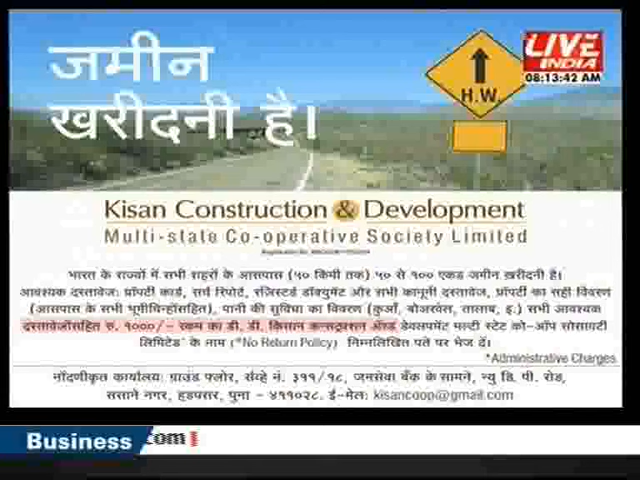 जमीन
खरीदनी है।
H.W.
LIVE
INDIA
08:13:42 AM
Kisan Construction & Development
Multi-state Co-operative Society Limited
भारत के राज्यों में सभी शहरों के आसपास (५० किमी तक) ५० से १०० एकड जमीन ख़रीदनी है।
आवश्यक दस्तावेज: प्रॉपर्टी कार्ड, सर्च रिपोर्ट, रजिस्टर्ड डॉक्युमेंट और सभी कानूनी दस्तावेज, प्रॉपर्टी का सही विवरण
(आसपास के सभी भूमीचिन्होंसहित), पानी की सुविधा का विवरण (कुआँ, बोअरवेल, तालाब, इ.) सभी आवश्यक
दस्तावेजोंसहित रु. १०००/- रकम का डी. डी. किसान कन्सट्रक्शन अॅण्ड डेवलपमेंट मल्टी स्टेट को-ऑप सोसायटी
लिमिटेड' के नाम (*No Return Policy) निम्नलिखित पते पर भेज दें।
*Administrative Charges
नोंदणीकृत कार्यालय: ग्राउंड फ्लोर, सर्व्हे नं. ३११/१८, जनसेवा बँक के सामने, न्यु डि. पी. रोड,
ससाने नगर, हडपसर, पुना - ४११०२८. ई-मेल: kisancoop@gmail.com
Business
com